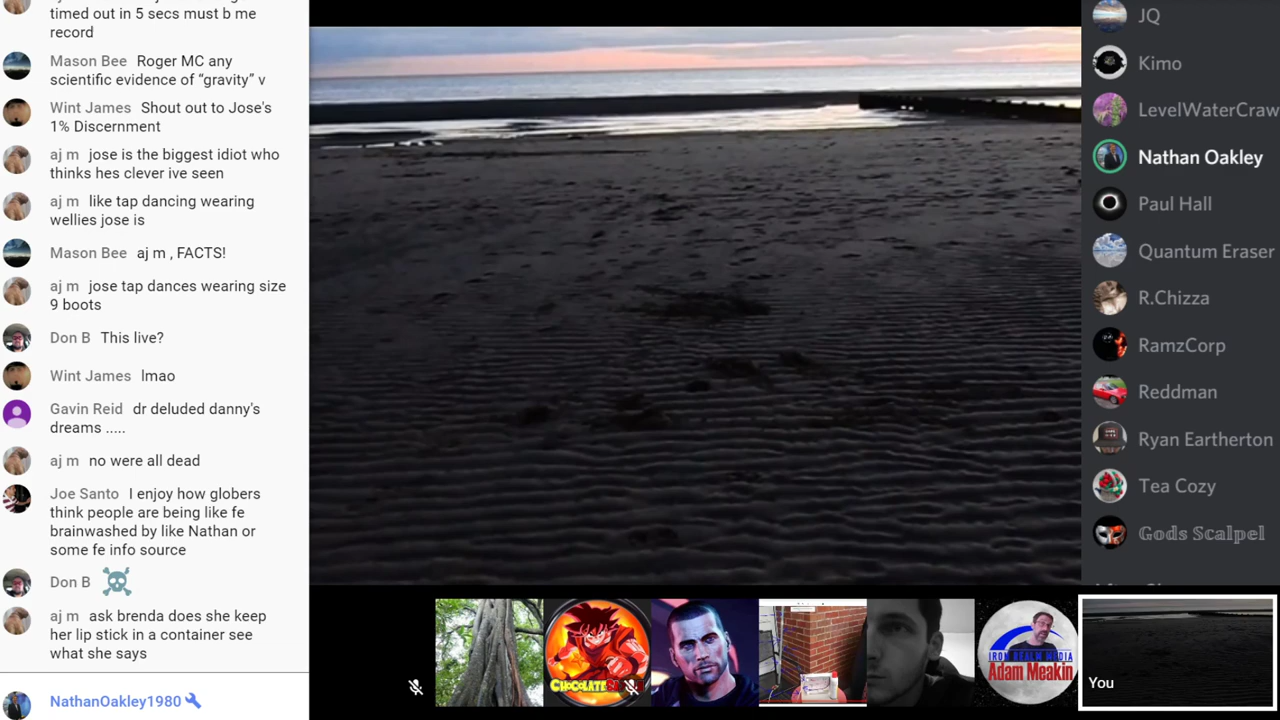 timed out in 5 secs must b me
record
Mason Bee Roger MC any
scientific evidence of “gravity” v
Wint James Shout out to Jose's
1% Discernment
aj m jose is the biggest idiot who
thinks hes clever ive seen
aj m like tap dancing wearing
wellies jose is
Mason Bee aj m , FACTS!
aj m jose tap dances wearing size
9 boots
Don B This live?
Wint James lmao
Gavin Reid dr deluded danny's
dreams .....
aj m no were all dead
Joe Santo I enjoy how globers
think people are being like fe
brainwashed by like Nathan or
some fe info source
Don B
aj m ask brenda does she keep
her lip stick in a container see
what she says
NathanOakley1980
JQ
Kimo
LevelWaterCraw
Nathan Oakley
Paul Hall
Quantum Eraser
R.Chizza
RamzCorp
Reddman
Ryan Eartherton
Tea Cozy
Gods Scalpel
IRON REALM MEDIA
Adam Meakin
You